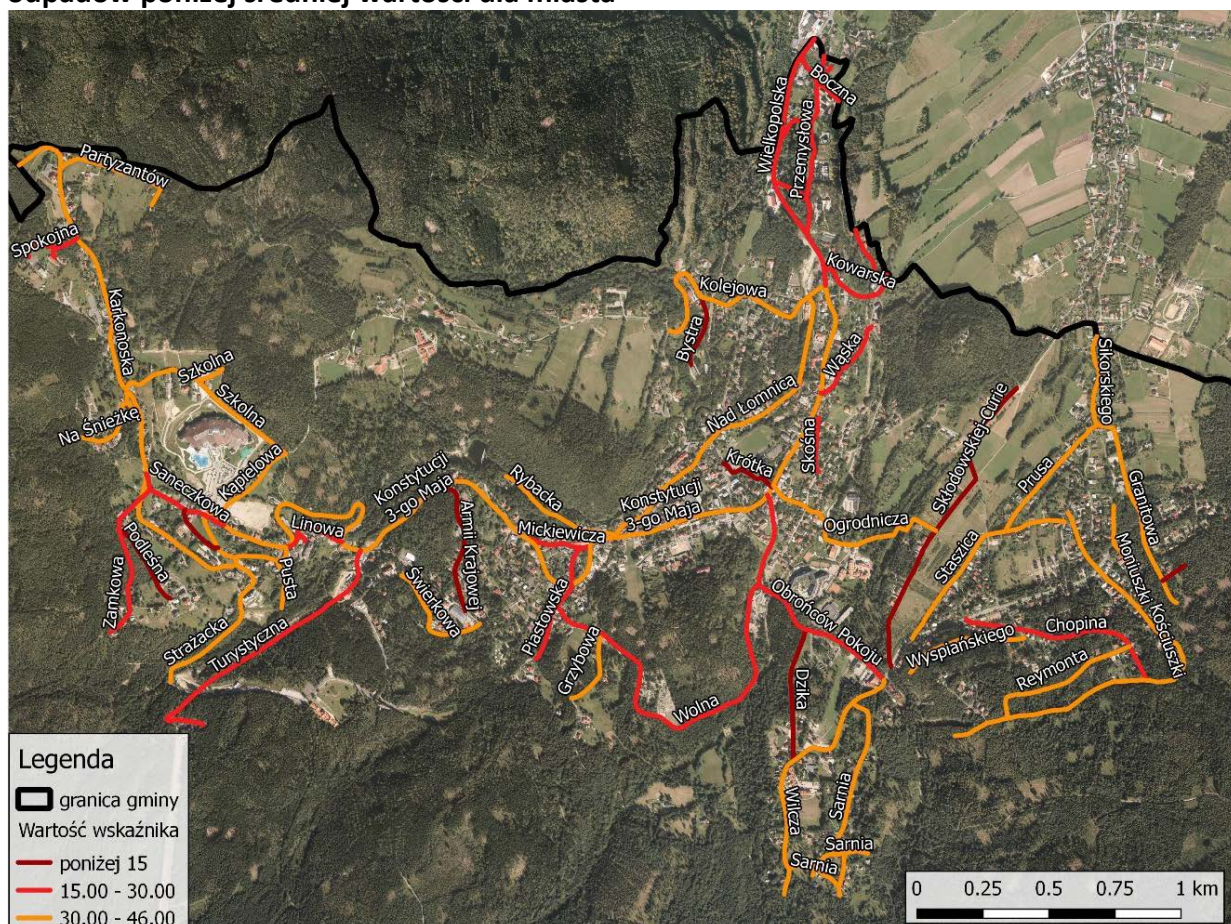 odpadów poniżej średniej wartości dla miasta
Boczna
Wielkopolska
Przemysłowa
Partyzantów
Spokojna
Kowarska
Karkonoska
Kolejowa
Bystra
Wąska
Sikorskiego
Szkolna
Szkolna
Na Śnieżkę
Nad Łomnicą
Skłodowskiej-Curie
Kąpielowa
Saneczkowa
Konstytucji
3-go Maja
Rybacka
Krótka
Skośna
Prusa
Granitowa
Konstytucji
3-go Maja
Linowa
Armii Krajowej
Mickiewicza
Ogrodnicza
Staszica
Moniuszki
Podleśna
Pusta
Zamkowa
Świerkowa
Piastowska
Obrońców Pokoju
Chopina
Kościuszki
Strażacka
Turystyczna
Grzybowa
Wyspiańskiego
Reymonta
Wolna
Dzika
Wilcza
Sarnia
Sarnia
Sarnia
Legenda
granica gminy
Wartość wskaźnika
poniżej 15
15.00 - 30.00
30.00 - 46.00
0 0.25 0.5 0.75 1 km